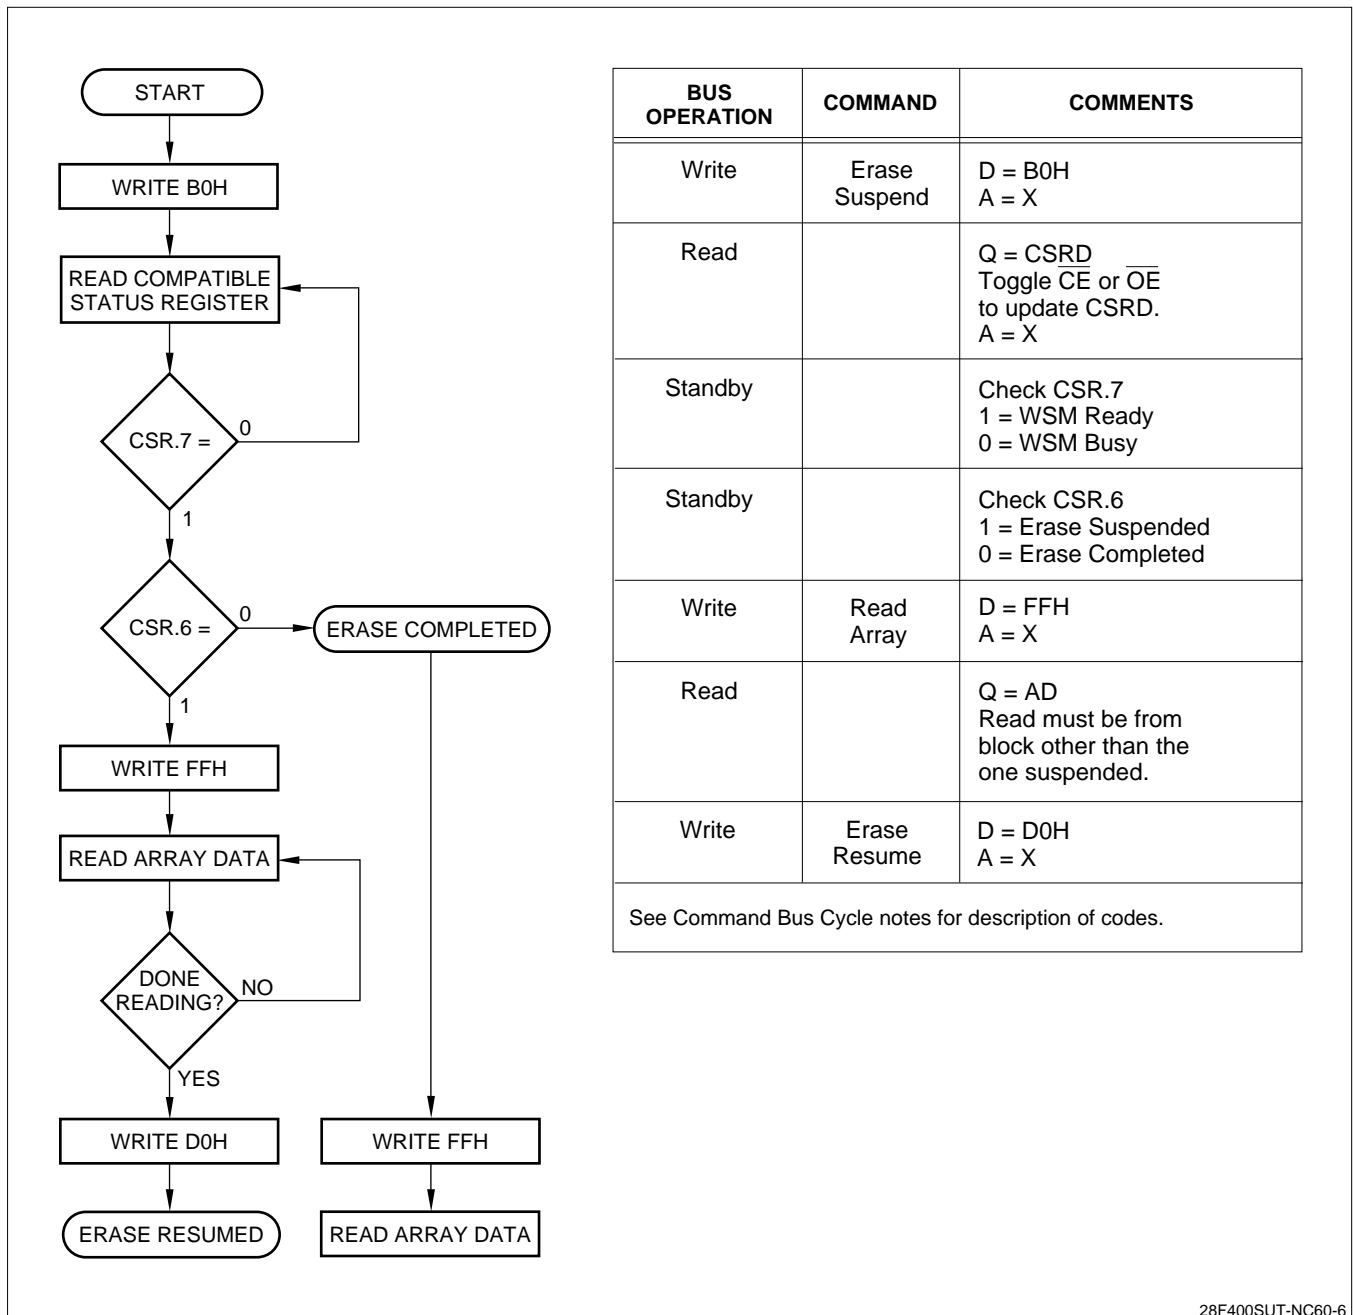 START
WRITE B0H
READ COMPATIBLE
STATUS REGISTER
CSR.7 =
0
1
CSR.6 =
0
ERASE COMPLETED
1
WRITE FFH
READ ARRAY DATA
DONE
READING?
NO
YES
WRITE D0H
WRITE FFH
ERASE RESUMED
READ ARRAY DATA
BUS
OPERATION
COMMAND
COMMENTS
Write
Erase
Suspend
D = B0H
A = X
Read
Q = CSRD
Toggle C̅E̅ or O̅E̅
to update CSRD.
A = X
Standby
Check CSR.7
1 = WSM Ready
0 = WSM Busy
Standby
Check CSR.6
1 = Erase Suspended
0 = Erase Completed
Write
Read
Array
D = FFH
A = X
Read
Q = AD
Read must be from
block other than the
one suspended.
Write
Erase
Resume
D = D0H
A = X
See Command Bus Cycle notes for description of codes.
28F400SUT-NC60-6